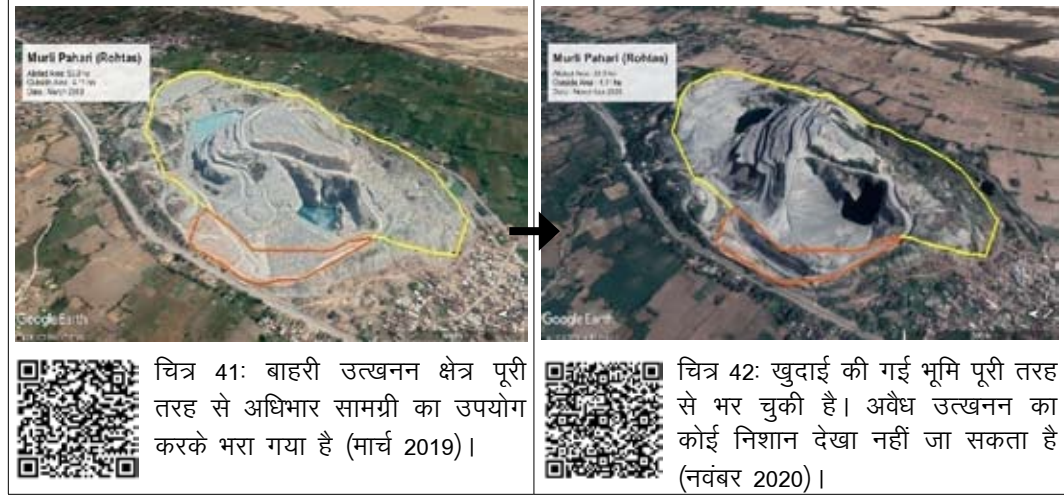 Murli Pahari (Rohtas)
Murli Pahari (Rohtas)
Google Earth
Google Earth
चित्र 41ः बाहरी उत्खनन क्षेत्र पूरी
तरह से अधिभार सामग्री का उपयोग
करके भरा गया है (मार्च 2019)।
चित्र 42ः खुदाई की गई भूमि पूरी तरह
से भर चुकी है। अवैध उत्खनन का
कोई निशान देखा नहीं जा सकता है
(नवंबर 2020)।